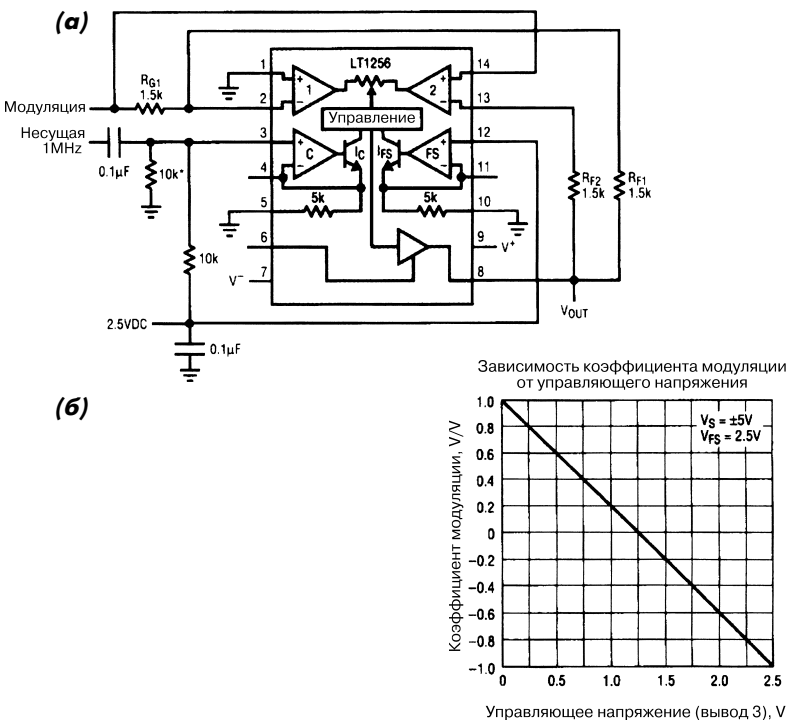 (а)
LT1256
1
2
3
4
5
6
7
14
13
12
11
10
9
8
+
−
1
+
−
2
RG1
1.5k
Модуляция
Несущая
1MHz
0.1µF
10k*
10k
Управление
+
−
C
IC
IFS
+
−
FS
5k
5k
V+
V−
RF2
1.5k
RF1
1.5k
VOUT
2.5VDC
0.1µF
(б)
Зависимость коэффициента модуляции
от управляющего напряжения
VS = ±5V
VFS = 2.5V
Коэффициент модуляции, V/V
1.0
0.8
0.6
0.4
0.2
0
−0.2
−0.4
−0.6
−0.8
−1.0
0 0.5 1.0 1.5 2.0 2.5
Управляющее напряжение (вывод 3), V